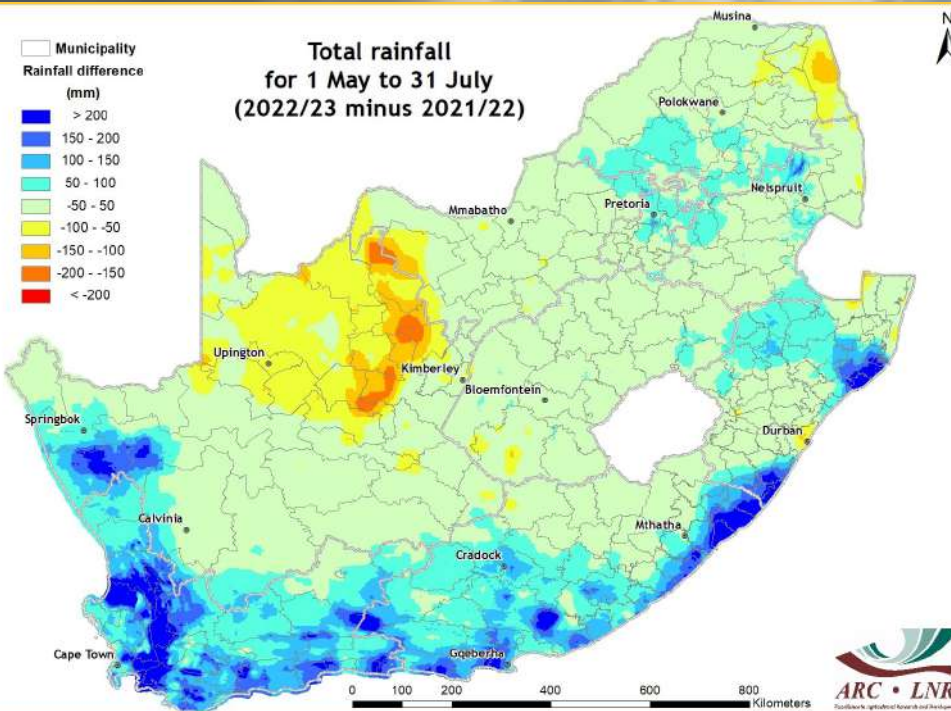 Total rainfall
for 1 May to 31 July
(2022/23 minus 2021/22)
Municipality
Rainfall difference
(mm)
> 200
150 - 200
100 - 150
50 - 100
-50 - 50
-100 - -50
-150 - -100
-200 - -150
< -200
N
Musina
Polokwane
Nelspruit
Pretoria
Mmabatho
Upington
Kimberley
Bloemfontein
Springbok
Durban
Calvinia
Mthatha
Cradock
Cape Town
Gqeberha
0 100 200 400 600 800
Kilometers
ARC • LNR